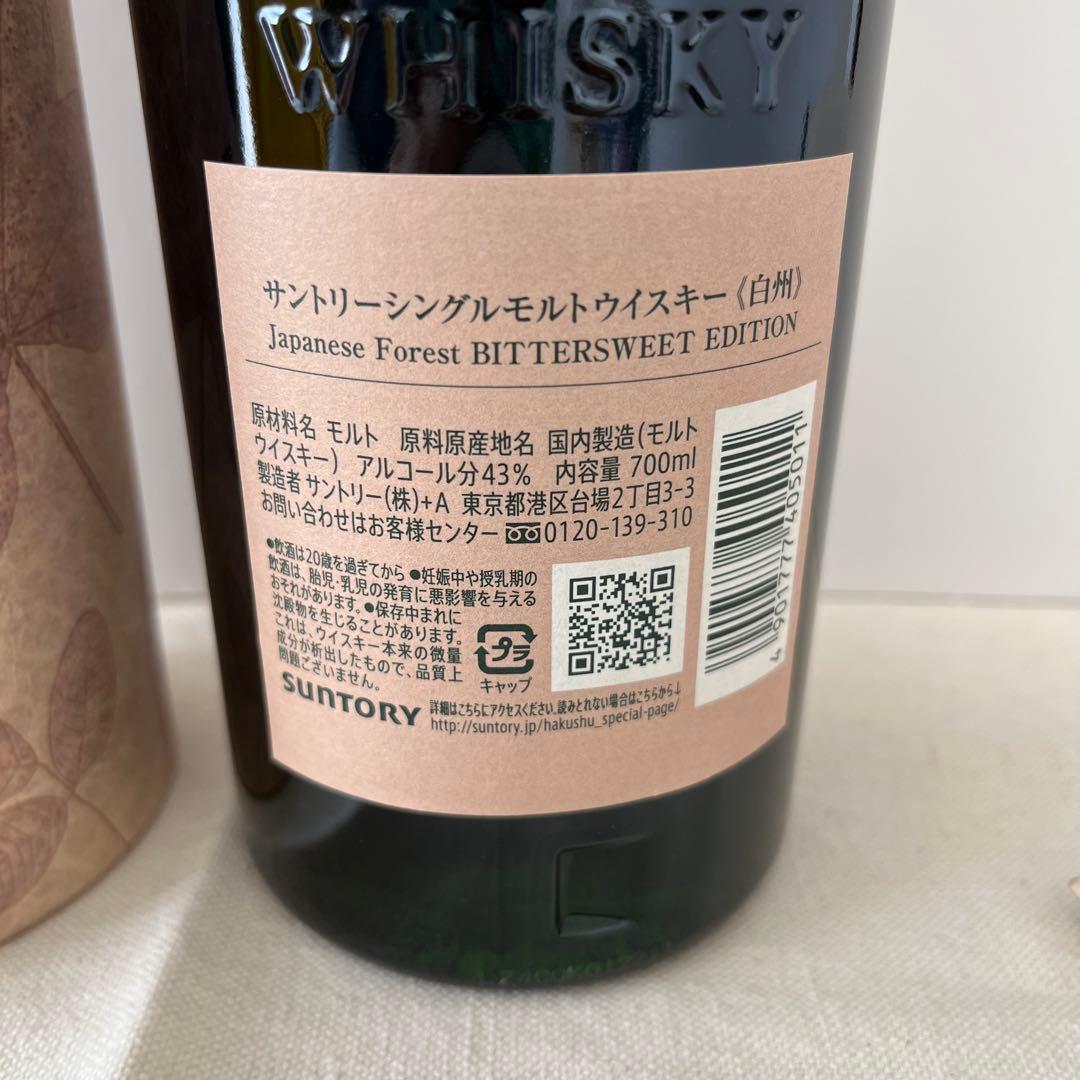 WHISKY
サントリーシングルモルトウイスキー《白州》
Japanese Forest BITTERSWEET EDITION
原材料名 モルト 原料原産地名 国内製造(モルト
ウイスキー) アルコール分43% 内容量 700ml
製造者 サントリー(株)+A 東京都港区台場2丁目3-3
お問い合わせはお客様センター 0120-139-310
●飲酒は20歳を過ぎてから ●妊娠中や授乳期の
飲酒は、胎児・乳児の発育に悪影響を与える
おそれがあります。●保存中まれに
沈殿物を生じることがあります。
これは、ウイスキー本来の微量
成分が析出したもので、品質上
問題ございません。
プラ
キャップ
SUNTORY
詳細はこちらにアクセスください。読みとれない場合はこちらから↓
http://suntory.jp/hakushu_special-page/
4 901777 405011